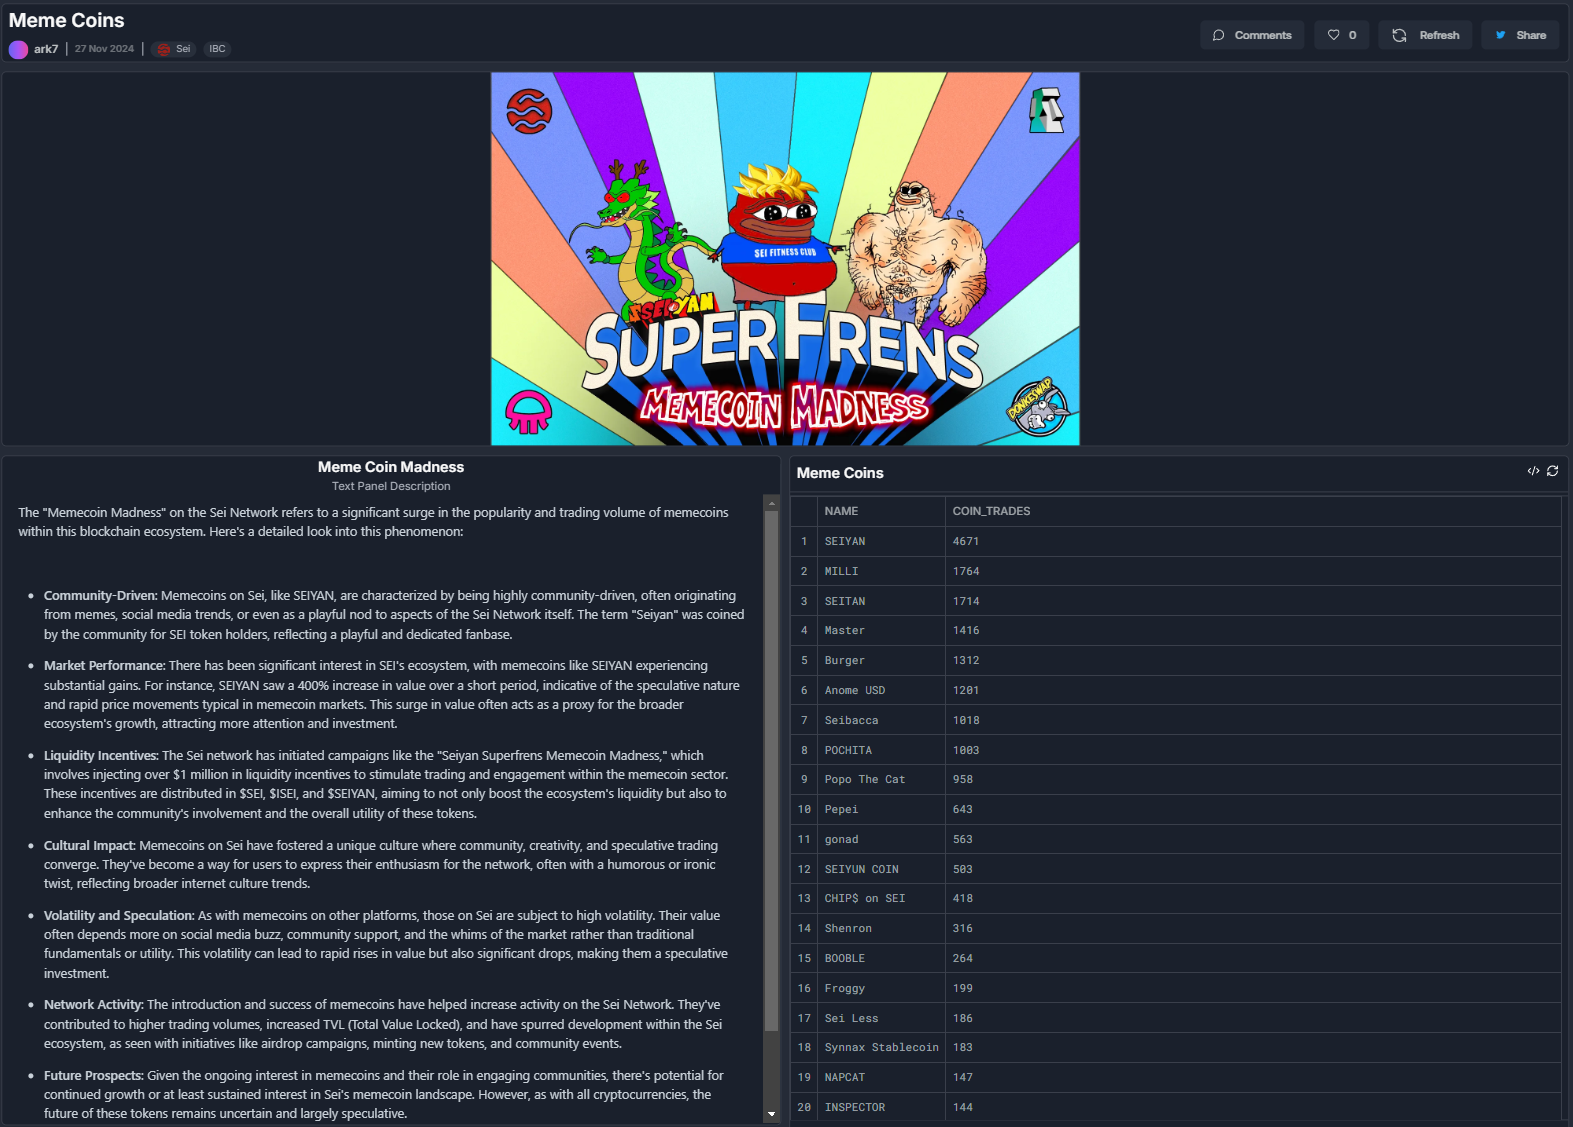 Meme Coins
ark7 | 27 Nov 2024 | Sei IBC
Comments
0
Refresh
Share
SEI FITNESS CLUB
SSEIYAN
SUPERFRENS
MEMECOIN MADNESS
DONKESWAP
Meme Coin Madness
Text Panel Description
The "Memecoin Madness" on the Sei Network refers to a significant surge in the popularity and trading volume of memecoins
within this blockchain ecosystem. Here's a detailed look into this phenomenon:
• Community-Driven: Memecoins on Sei, like SEIYAN, are characterized by being highly community-driven, often originating
from memes, social media trends, or even as a playful nod to aspects of the Sei Network itself. The term "Seiyan" was coined
by the community for SEI token holders, reflecting a playful and dedicated fanbase.
• Market Performance: There has been significant interest in SEI's ecosystem, with memecoins like SEIYAN experiencing
substantial gains. For instance, SEIYAN saw a 400% increase in value over a short period, indicative of the speculative nature
and rapid price movements typical in memecoin markets. This surge in value often acts as a proxy for the broader
ecosystem's growth, attracting more attention and investment.
• Liquidity Incentives: The Sei network has initiated campaigns like the "Seiyan Superfrens Memecoin Madness," which
involves injecting over $1 million in liquidity incentives to stimulate trading and engagement within the memecoin sector.
These incentives are distributed in $SEI, $ISEI, and $SEIYAN, aiming to not only boost the ecosystem's liquidity but also to
enhance the community's involvement and the overall utility of these tokens.
• Cultural Impact: Memecoins on Sei have fostered a unique culture where community, creativity, and speculative trading
converge. They've become a way for users to express their enthusiasm for the network, often with a humorous or ironic
twist, reflecting broader internet culture trends.
• Volatility and Speculation: As with memecoins on other platforms, those on Sei are subject to high volatility. Their value
often depends more on social media buzz, community support, and the whims of the market rather than traditional
fundamentals or utility. This volatility can lead to rapid rises in value but also significant drops, making them a speculative
investment.
• Network Activity: The introduction and success of memecoins have helped increase activity on the Sei Network. They've
contributed to higher trading volumes, increased TVL (Total Value Locked), and have spurred development within the Sei
ecosystem, as seen with initiatives like airdrop campaigns, minting new tokens, and community events.
• Future Prospects: Given the ongoing interest in memecoins and their role in engaging communities, there's potential for
continued growth or at least sustained interest in Sei's memecoin landscape. However, as with all cryptocurrencies, the
future of these tokens remains uncertain and largely speculative.
Meme Coins
NAME COIN_TRADES
1 SEIYAN 4671
2 MILLI 1764
3 SEITAN 1714
4 Master 1416
5 Burger 1312
6 Anome USD 1201
7 Seibacca 1018
8 POCHITA 1003
9 Popo The Cat 958
10 Pepei 643
11 gonad 563
12 SEIYUN COIN 503
13 CHIP$ on SEI 418
14 Shenron 316
15 BOOBLE 264
16 Froggy 199
17 Sei Less 186
18 Synnax Stablecoin 183
19 NAPCAT 147
20 INSPECTOR 144